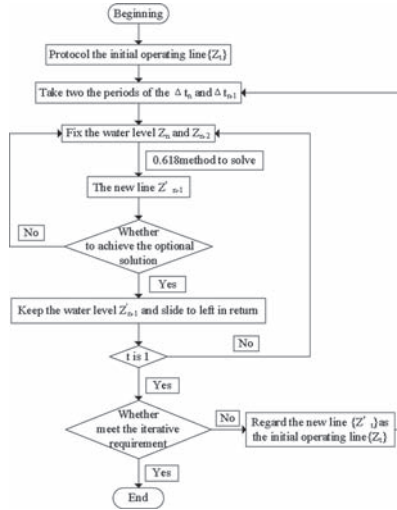 Beginning
Protocol the initial operating line{Zₜ}
Take two the periods of the Δtₙ and Δtₙ₋₁
Fix the water level Zₙ and Zₙ₋₂
0.618method to solve
The new line Z'ₙ₋₁
No
Whether
to achieve the optional
solution
Yes
Keep the water level Z'ₙ₋₁ and slide to left in return
No
t is 1
Yes
Whether
meet the iterative
requirement
No
Regard the new line {Z'ₜ}as
the initial operating line{Zₜ}
Yes
End